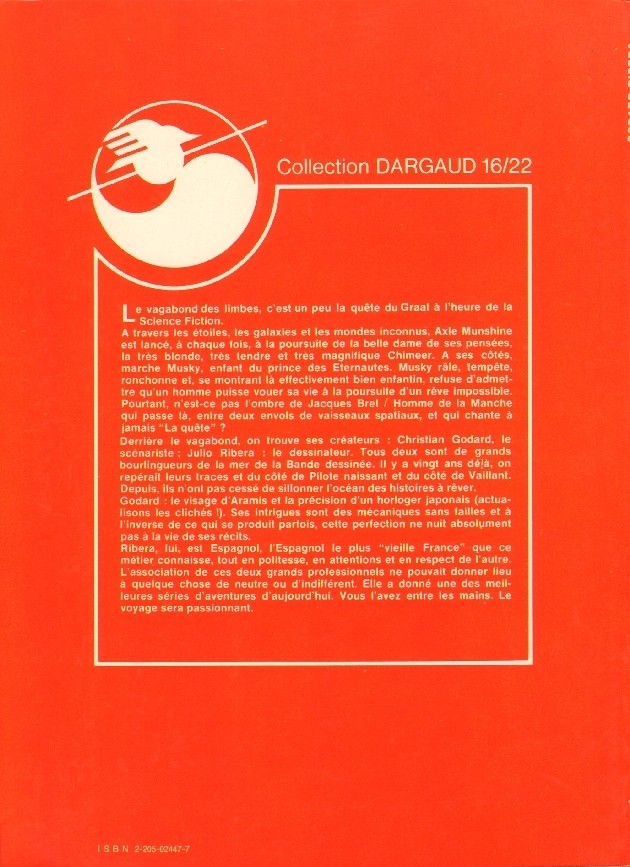 Collection DARGAUD 16/22
Le vagabond des limbes, c'est un peu la quête du Graal à l'heure de la
Science Fiction.
A travers les étoiles, les galaxies et les mondes inconnus, Axle Munshine
est lancé, à chaque fois, à la poursuite de la belle dame de ses pensées,
la très blonde, très tendre et très magnifique Chimeer. A ses côtés,
marche Musky, enfant du prince des Eternautes. Musky râle, tempête,
ronchonne et, se montrant là effectivement bien enfantin, refuse d'admet-
tre qu'un homme puisse vouer sa vie à la poursuite d'un rêve impossible.
Pourtant, n'est-ce pas l'ombre de Jacques Brel / Homme de la Manche
qui passe là, entre deux envols de vaisseaux spatiaux, et qui chante à
jamais "La quête" ?
Derrière le vagabond, on trouve ses créateurs : Christian Godard, le
scénariste ; Julio Ribera : le dessinateur. Tous deux sont de grands
bourlingueurs de la mer de la Bande dessinée. Il y a vingt ans déjà, on
repérait leurs traces et du côté de Pilote naissant et du côté de Vaillant.
Depuis, ils n'ont pas cessé de sillonner l'océan des histoires à rêver.
Godard : le visage d'Aramis et la précision d'un horloger japonais (actua-
lisons les clichés !). Ses intrigues sont des mécaniques sans failles et à
l'inverse de ce qui se produit parfois, cette perfection ne nuit absolument
pas à la vie de ses récits.
Ribera, lui, est Espagnol, l'Espagnol le plus "vieille France" que ce
métier connaisse, tout en politesse, en attentions et en respect de l'autre.
L'association de ces deux grands professionnels ne pouvait donner lieu
à quelque chose de neutre ou d'indifférent. Elle a donné une des meil-
leures séries d'aventures d'aujourd'hui. Vous l'avez entre les mains. Le
voyage sera passionnant.
ISBN 2-205-02447-7